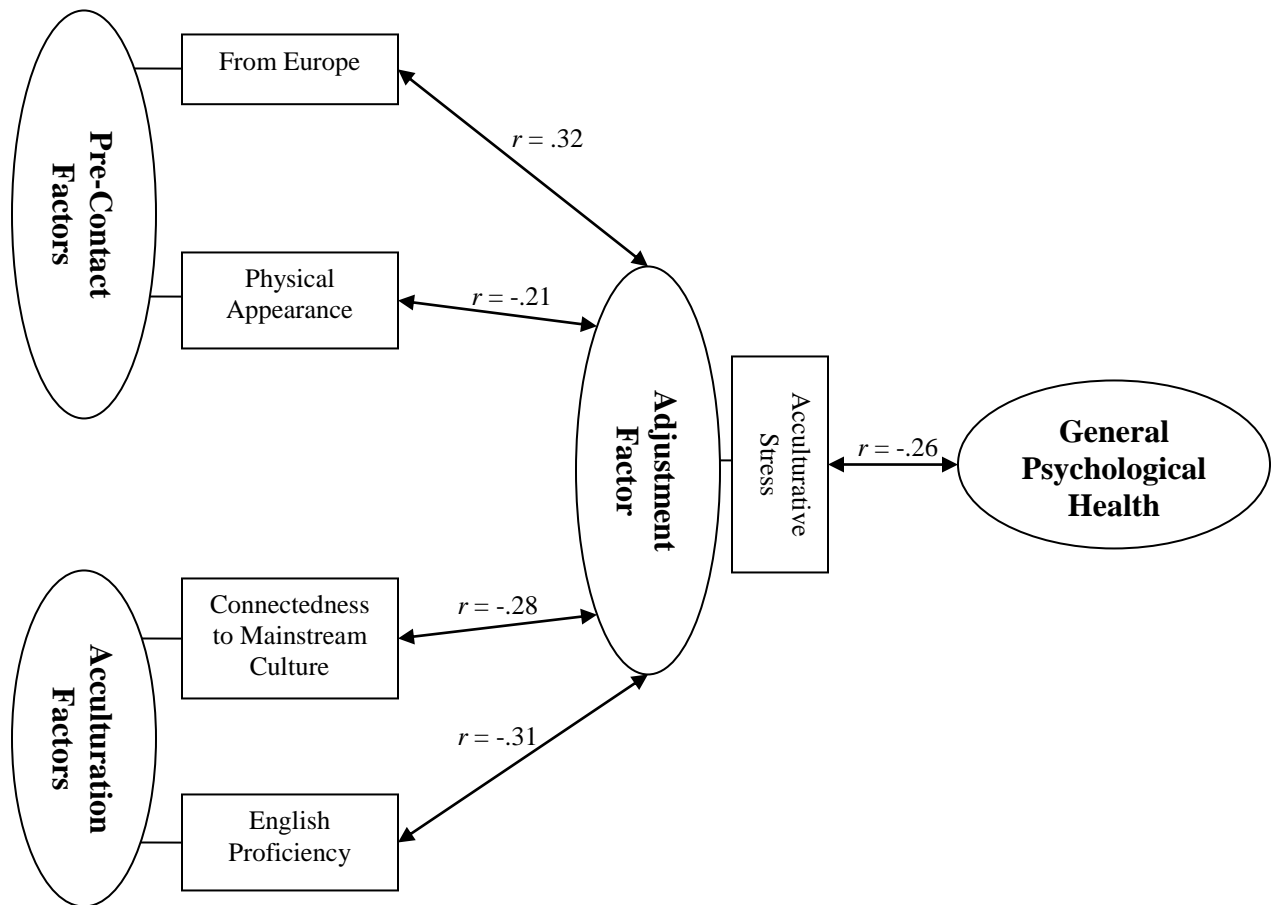 Pre-Contact
Factors
From Europe
r = .32
Physical
Appearance
r = -.21
Adjustment
Factor
Acculturative
Stress
r = -.26
General
Psychological
Health
Acculturation
Factors
Connectedness
to Mainstream
Culture
r = -.28
English
Proficiency
r = -.31